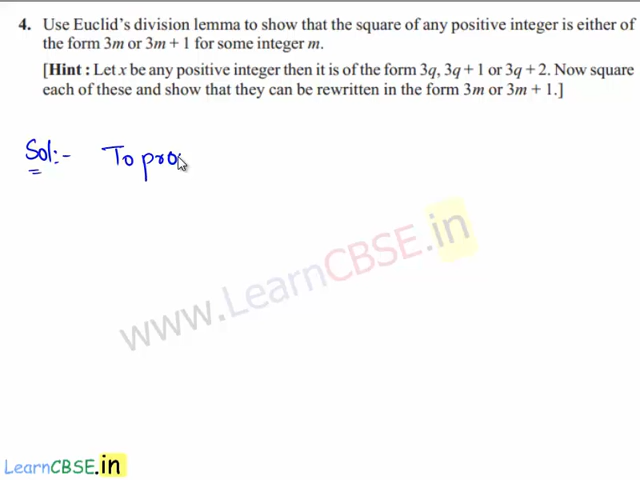 4. Use Euclid's division lemma to show that the square of any positive integer is either of
the form 3m or 3m + 1 for some integer m.
[Hint : Let x be any positive integer then it is of the form 3q, 3q + 1 or 3q + 2. Now square
each of these and show that they can be rewritten in the form 3m or 3m + 1.]
Sol:- To pro
www.LearnCBSE.in
LearnCBSE.in